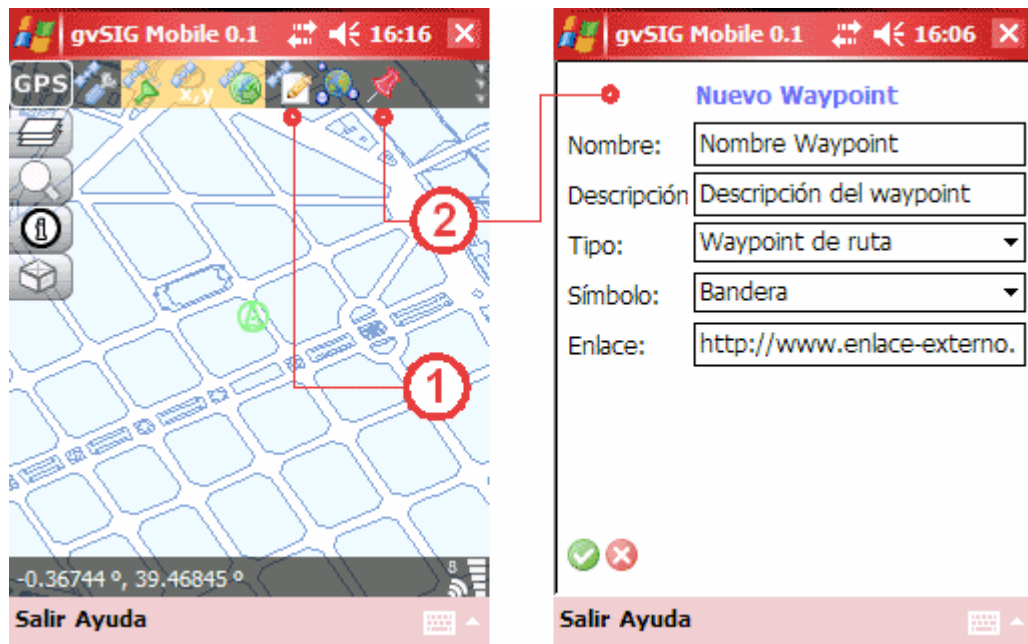 gvSIG Mobile 0.1 16:16
GPS
x,y
2
1
-0.36744 º, 39.46845 º 8
Salir Ayuda
gvSIG Mobile 0.1 16:06
Nuevo Waypoint
Nombre: Nombre Waypoint
Descripción Descripción del waypoint
Tipo: Waypoint de ruta
Símbolo: Bandera
Enlace: http://www.enlace-externo.
Salir Ayuda